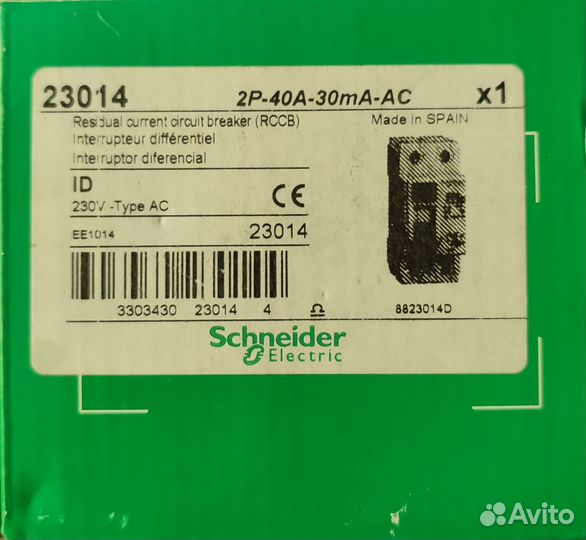 23014 2P-40A-30mA-AC x1
Residual current circuit breaker (RCCB) Made in SPAIN
Interrupteur différentiel
Interruptor diferencial
ID
230V -Type AC CE
EE1014 23014
3303430 23014 4 Ω 8823014D
Schneider
Electric
Avito